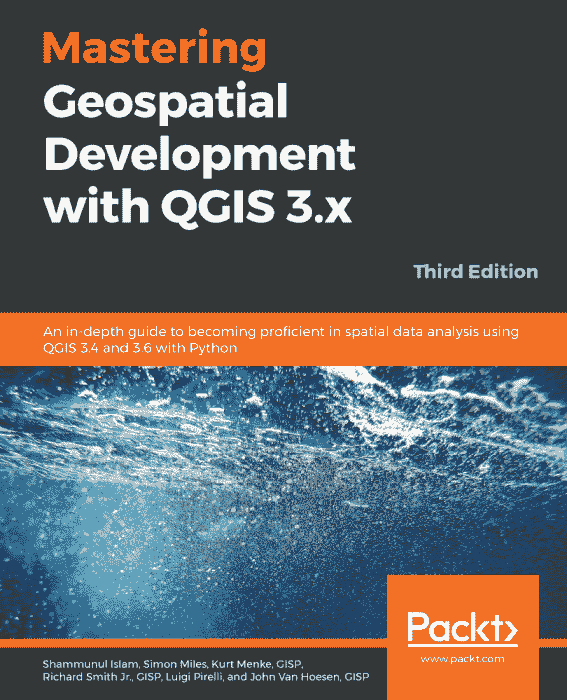 Mastering
Geospatial
Development
with QGIS 3.x
Third Edition
An in-depth guide to becoming proficient in spatial data analysis using
QGIS 3.4 and 3.6 with Python
Packt>
www.packt.com
Shammunul Islam, Simon Miles, Kurt Menke, GISP,
Richard Smith Jr., GISP, Luigi Pirelli, and John Van Hoesen, GISP